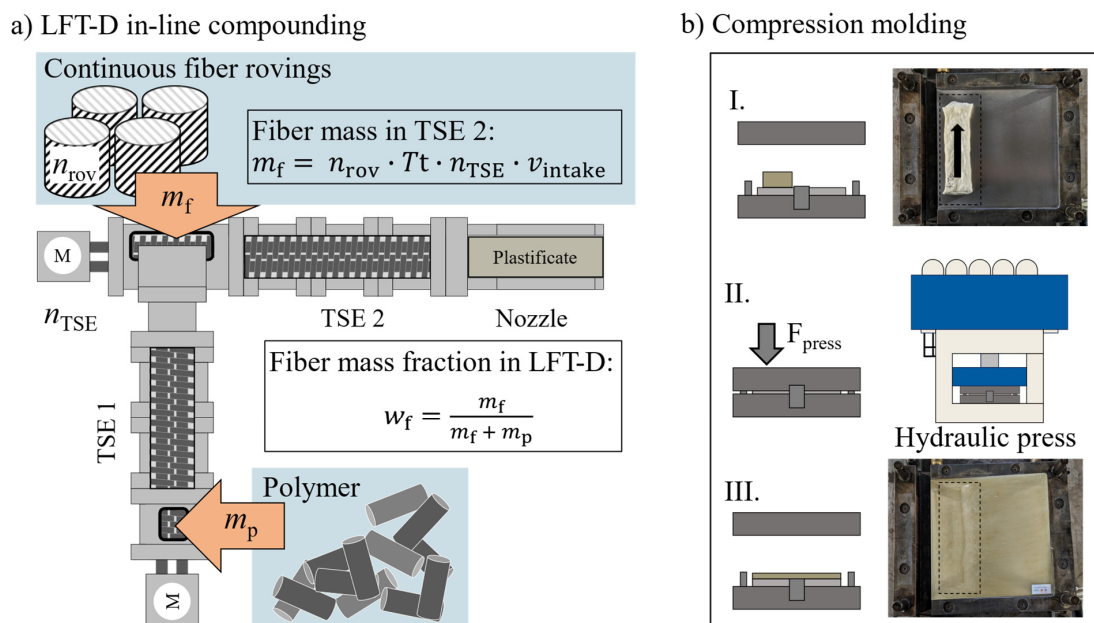 a) LFT-D in-line compounding
Continuous fiber rovings
n_rov
m_f
Fiber mass in TSE 2:
m_f = n_rov · Tt · n_TSE · v_intake
M
Plastificate
n_TSE
TSE 2
Nozzle
TSE 1
Fiber mass fraction in LFT-D:
w_f = m_f / (m_f + m_p)
Polymer
m_p
M
b) Compression molding
I.
II.
F_press
Hydraulic press
III.